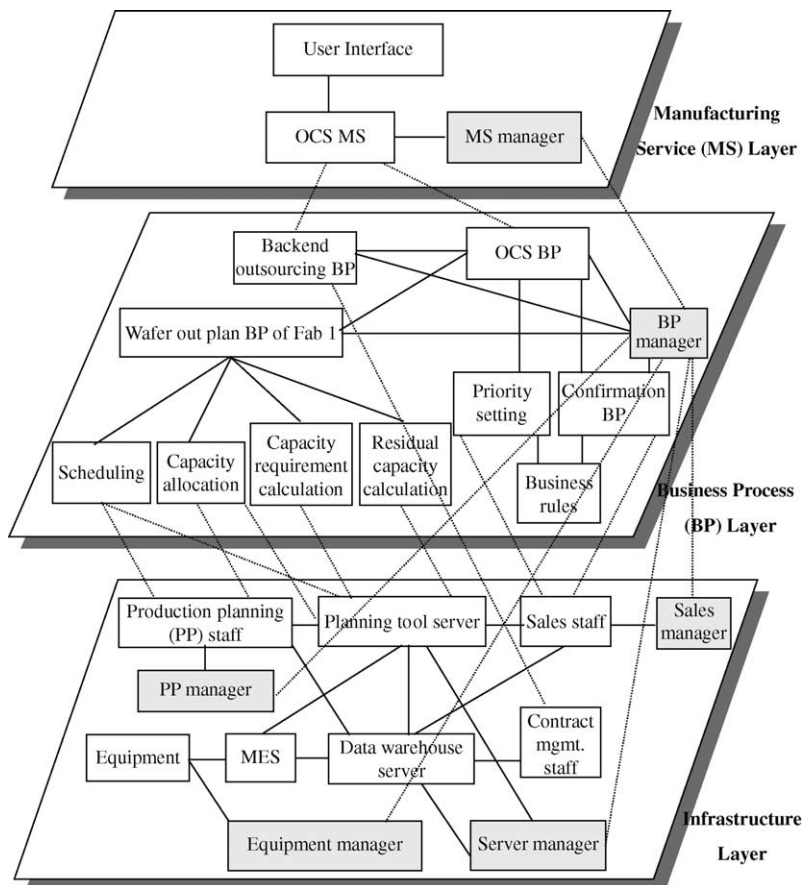 User Interface
OCS MS
MS manager
Manufacturing
Service (MS) Layer
Backend
outsourcing BP
OCS BP
Wafer out plan BP of Fab 1
BP
manager
Priority
setting
Confirmation
BP
Scheduling
Capacity
allocation
Capacity
requirement
calculation
Residual
capacity
calculation
Business
rules
Business Process
(BP) Layer
Production planning
(PP) staff
Planning tool server
Sales staff
Sales
manager
PP manager
Equipment
MES
Data warehouse
server
Contract
mgmt.
staff
Equipment manager
Server manager
Infrastructure
Layer